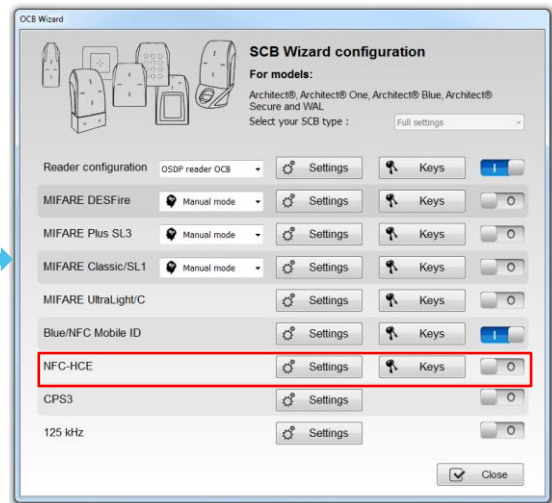 OCB Wizard
SCB Wizard configuration
For models:
Architect®, Architect® One, Architect® Blue, Architect®
Secure and WAL
Select your SCB type : Full settings
Reader configuration OSDP reader OCB Settings Keys I
MIFARE DESFire Manual mode Settings Keys O
MIFARE Plus SL3 Manual mode Settings Keys O
MIFARE Classic/SL1 Manual mode Settings Keys O
MIFARE UltraLight/C Settings Keys O
Blue/NFC Mobile ID Settings Keys I
NFC-HCE Settings Keys O
CPS3 Settings O
125 kHz Settings O
Close